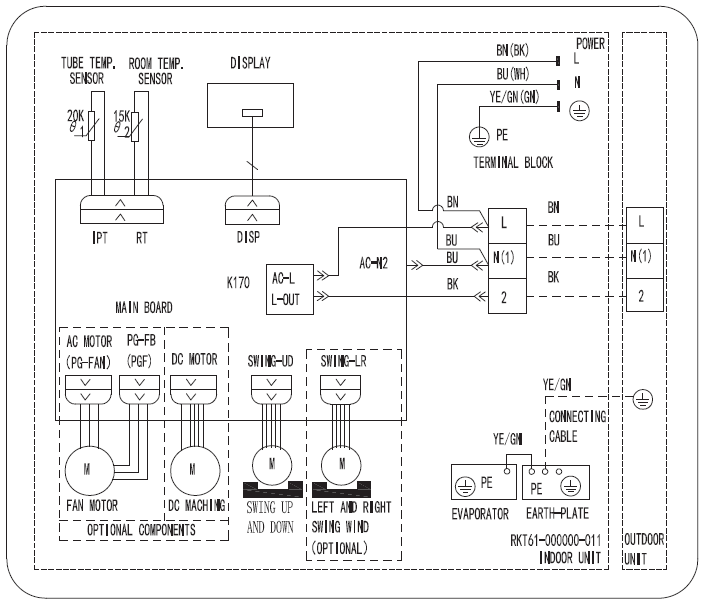 TUBE TEMP.
SENSOR
ROOM TEMP.
SENSOR
DISPLAY
BN(BK)
POWER
L
BU(WH)
N
YE/GN(GN)
PE
TERMINAL BLOCK
20K
θ1
15K
θ2
IPT
RT
DISP
BN
L
BN
L
BU
BU
N(1)
BU
N(1)
AC-N2
K170
AC-L
L-OUT
BK
2
BK
2
MAIN BOARD
AC MOTOR
(PG-FAN)
PG-FB
(PGF)
DC MOTOR
SWING-UD
SWING-LR
YE/GN
CONNECTING
CABLE
YE/GN
M
M
M
M
PE
PE
FAN MOTOR
DC MACHING
SWING UP
AND DOWN
LEFT AND RIGHT
SWING WIND
(OPTIONAL)
EVAPORATOR
EARTH-PLATE
OPTIONAL COMPONENTS
RKT61-000000-011
INDOOR UNIT
OUTDOOR
UNIT